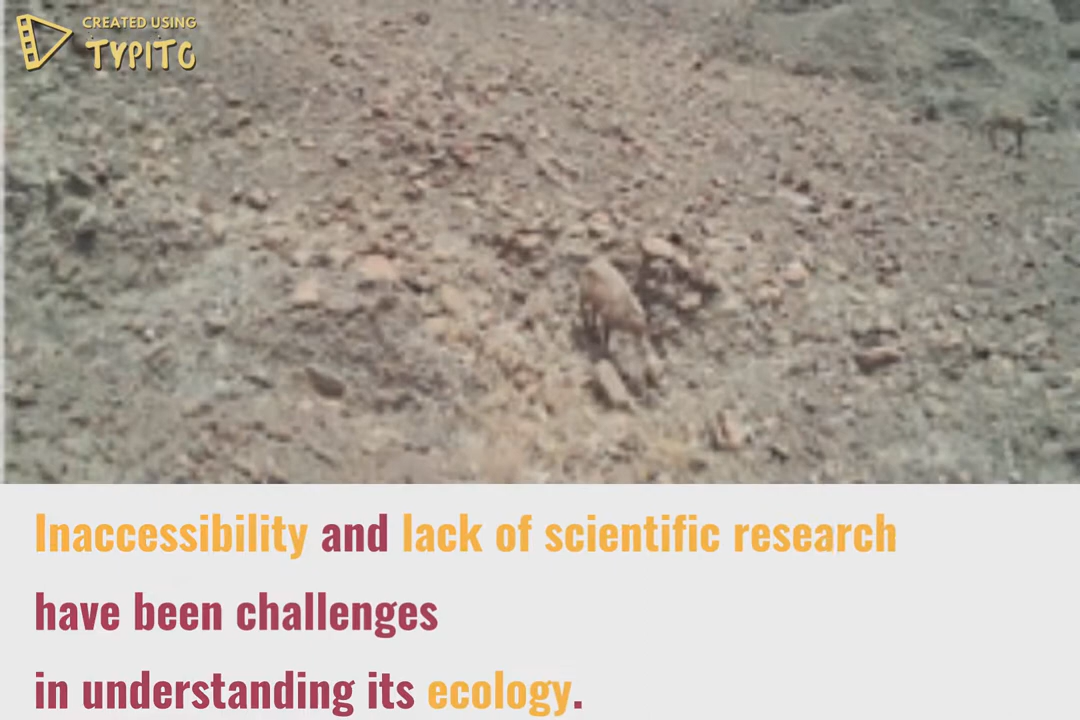 CREATED USING
TYPITO
Inaccessibility and lack of scientific research
have been challenges
in understanding its ecology.